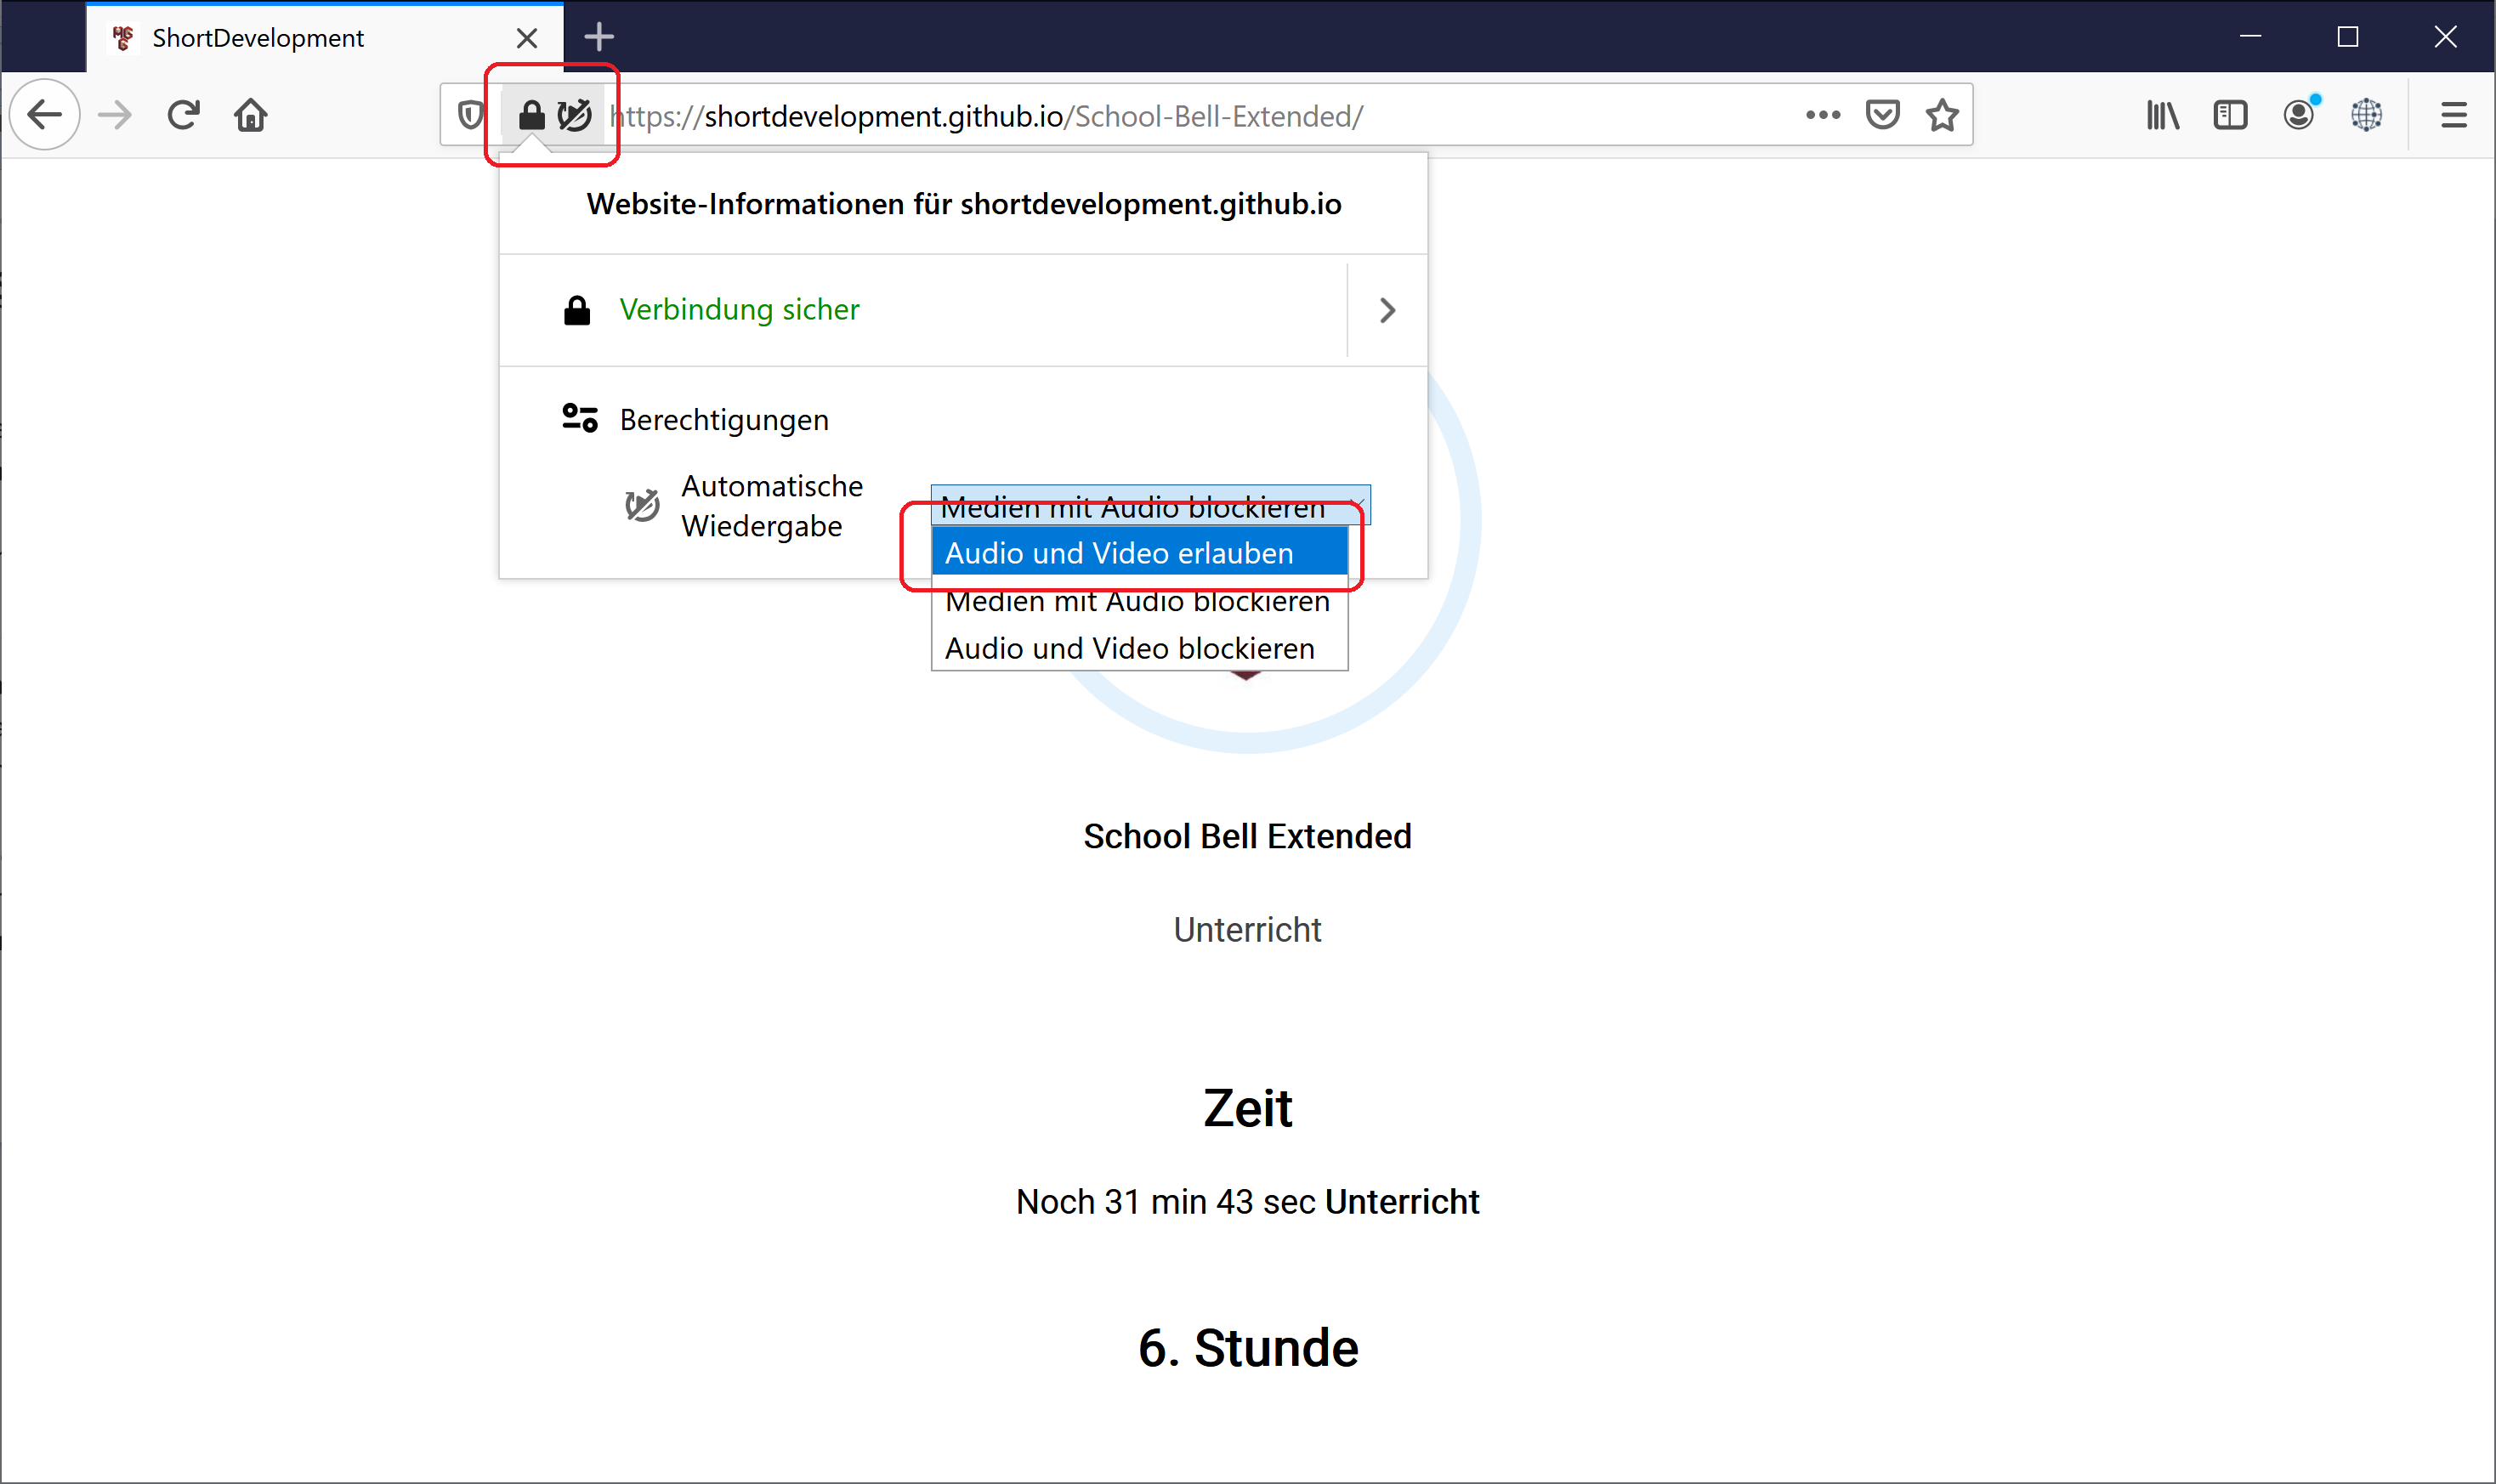 ShortDevelopment
https://shortdevelopment.github.io/School-Bell-Extended/
Website-Informationen für shortdevelopment.github.io
Verbindung sicher
Berechtigungen
Automatische
Wiedergabe
Medien mit Audio blockieren
Audio und Video erlauben
Medien mit Audio blockieren
Audio und Video blockieren
School Bell Extended
Unterricht
Zeit
Noch 31 min 43 sec Unterricht
6. Stunde